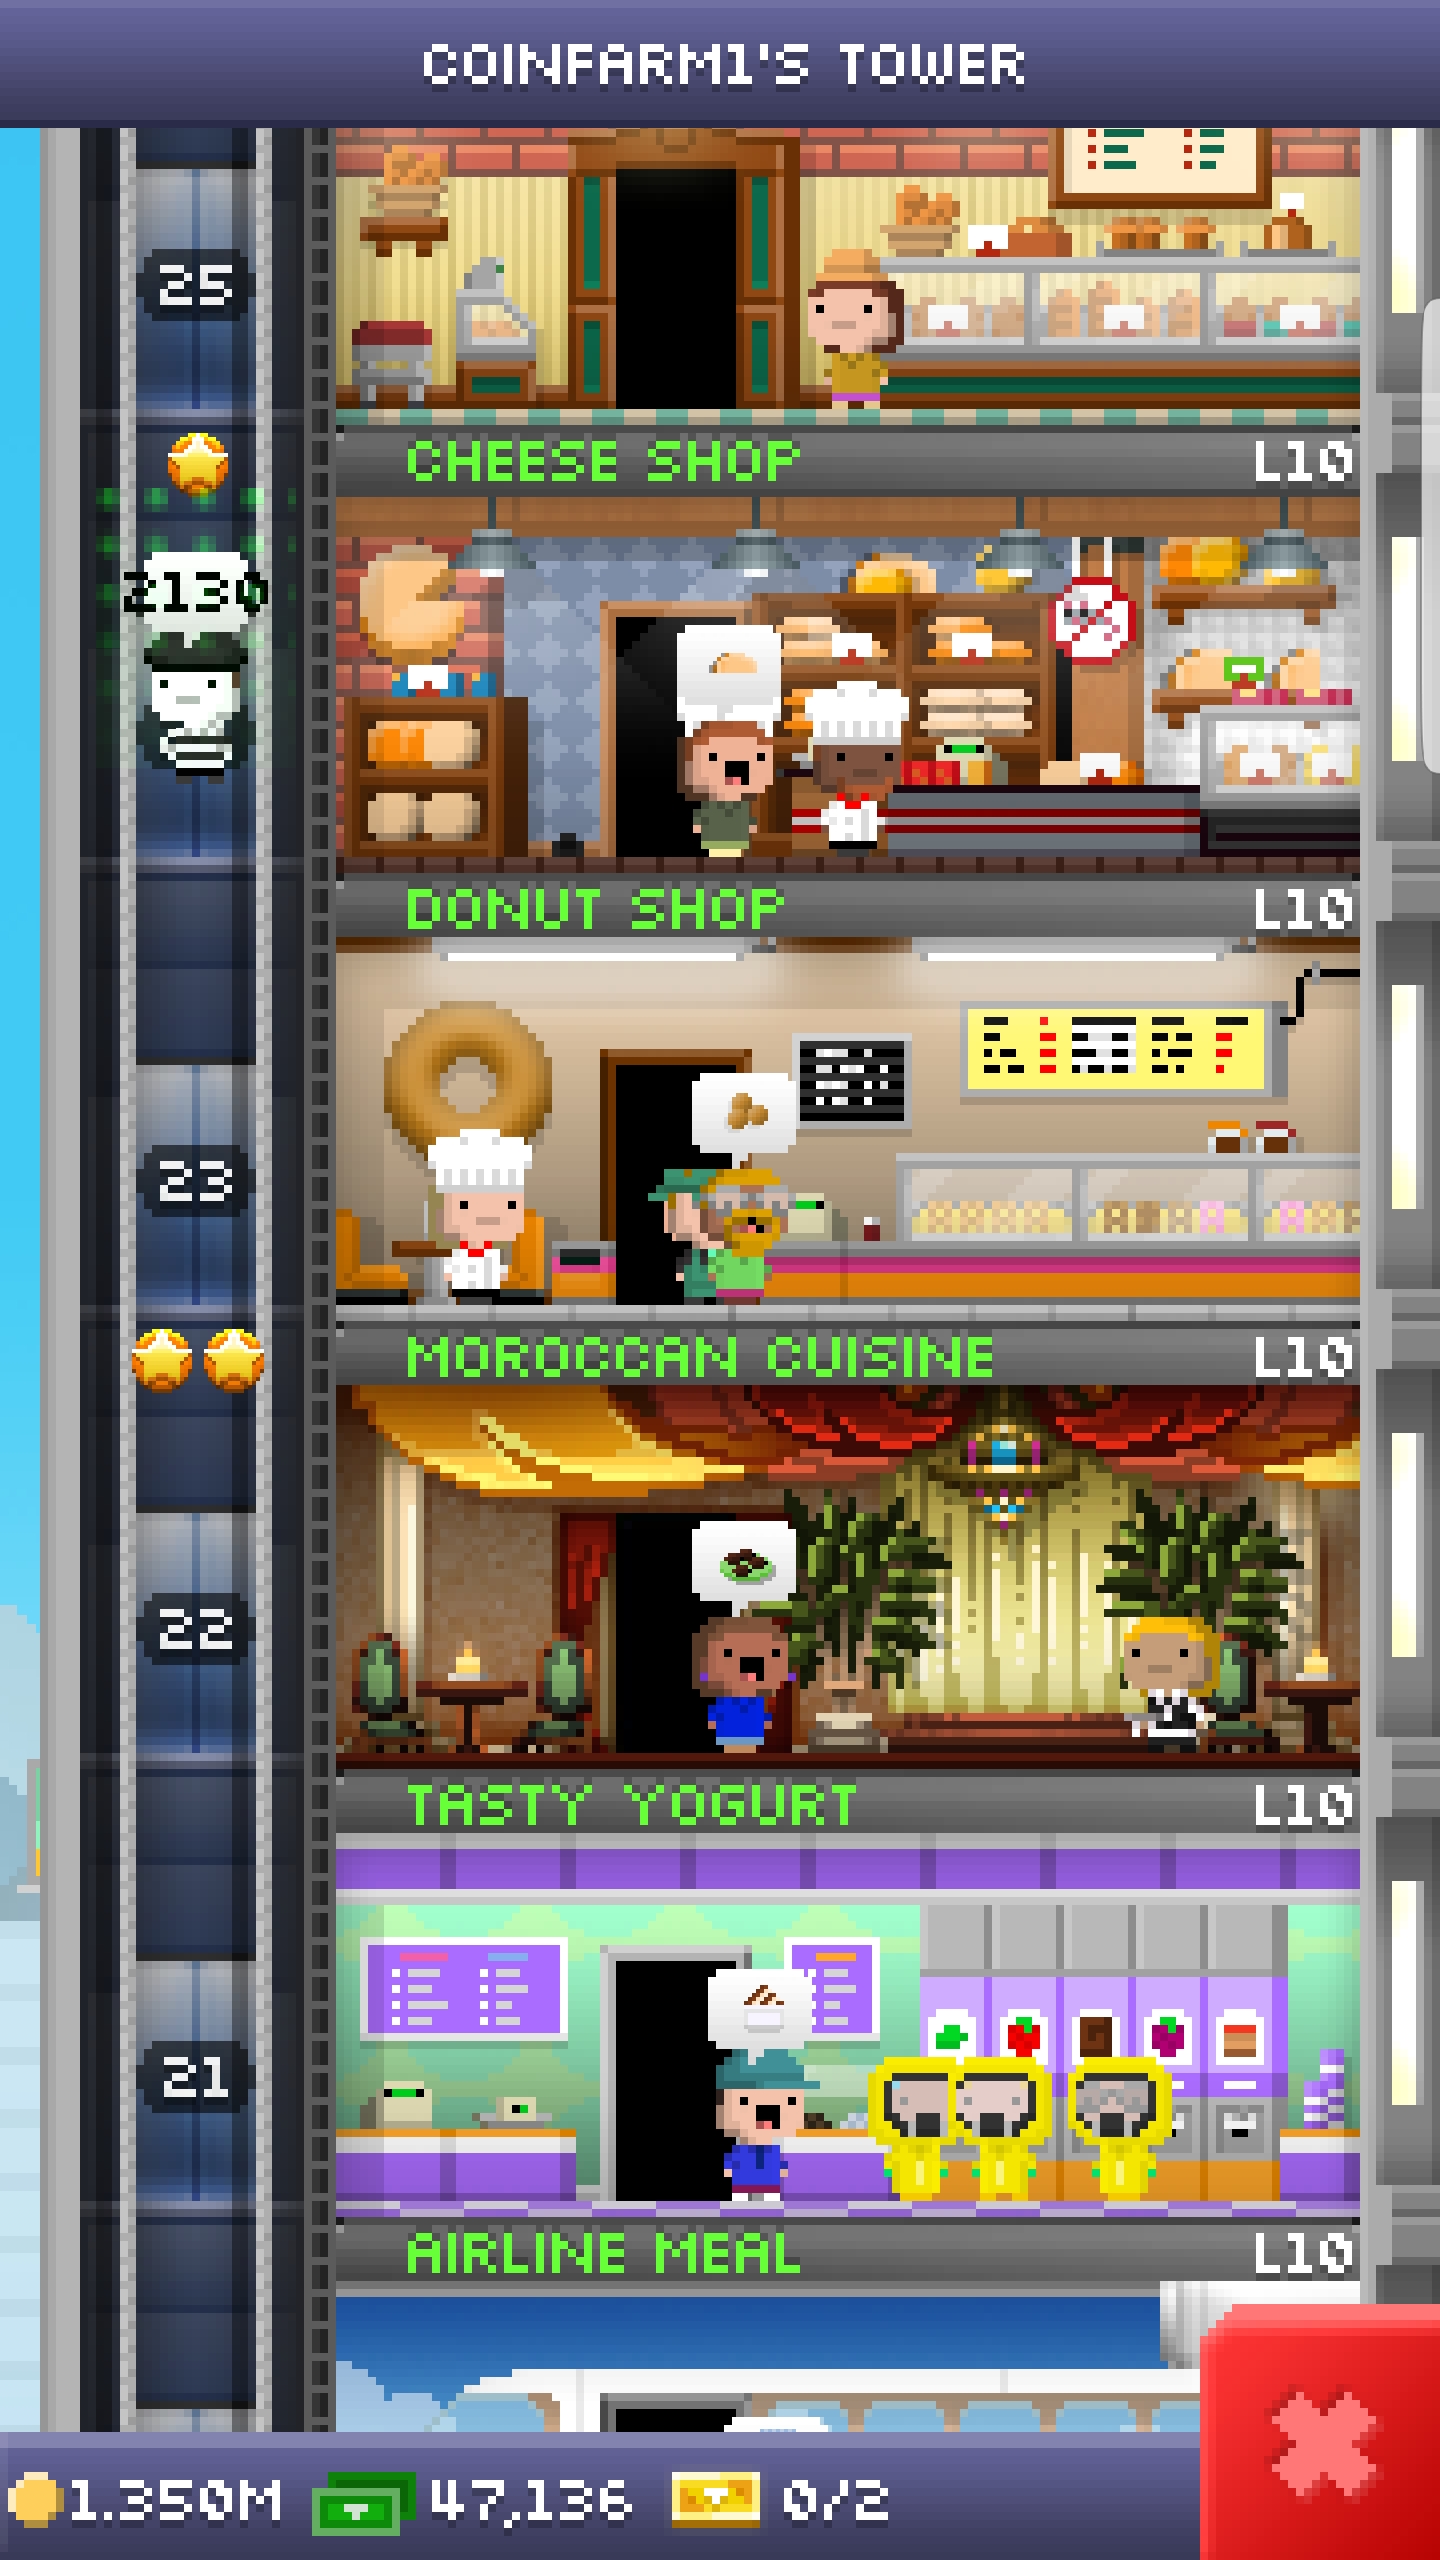 COINFARM1'S TOWER
25
CHEESE SHOP L10
2130
DONUT SHOP L10
23
MOROCCAN CUISINE L10
22
TASTY YOGURT L10
21
AIRLINE MEAL L10
1.350M 47,136 0/2